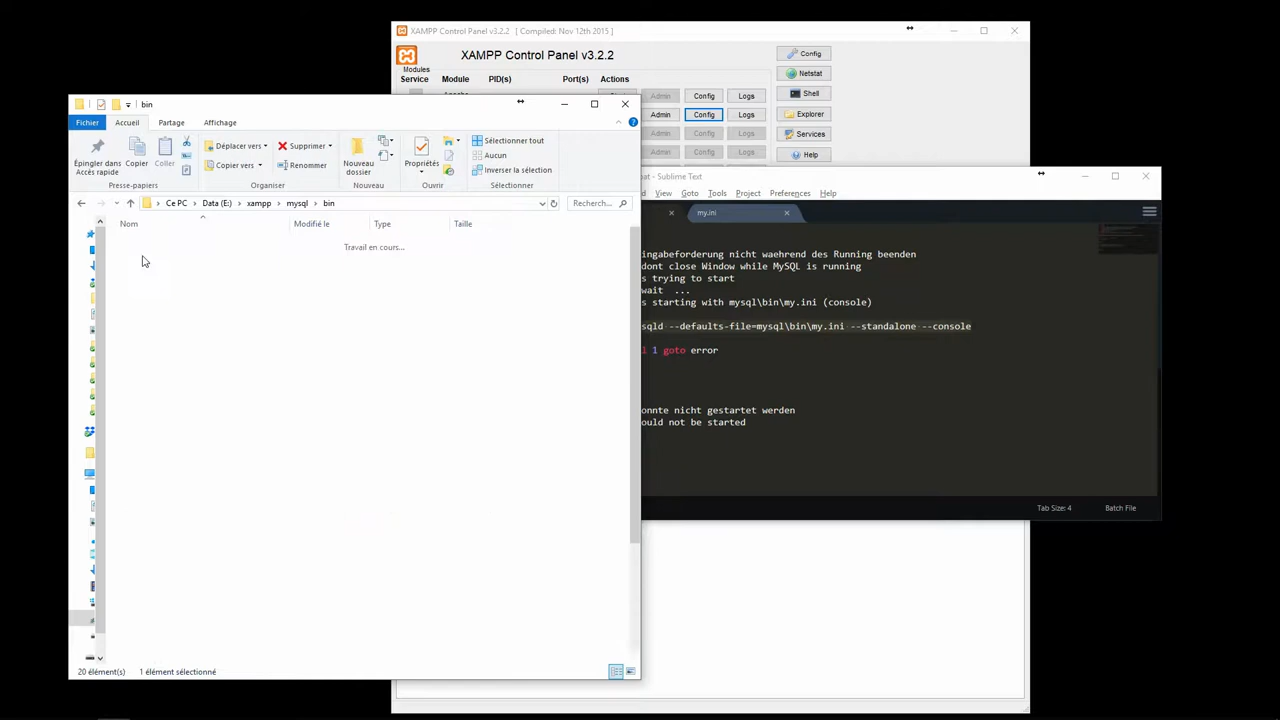 XAMPP Control Panel v3.2.2 [ Compiled: Nov 12th 2015 ]
XAMPP Control Panel v3.2.2
Config
Modules
Service Module PID(s) Port(s) Actions
Netstat
Admin Config Logs
Shell
Admin Config Logs
Explorer
Admin Config Logs
Services
Admin Config Logs
Help
bin
Fichier Accueil Partage Affichage
Épingler dans Accès rapide
Copier
Coller
Presse-papiers
Déplacer vers
Copier vers
Supprimer
Renommer
Organiser
Nouveau dossier
Nouveau
Propriétés
Ouvrir
Sélectionner tout
Aucun
Inverser la sélection
Sélectionner
Ce PC Data (E:) xampp mysql bin
Recherch...
Nom Modifié le Type Taille
Travail en cours...
20 élément(s) 1 élément sélectionné
- Sublime Text
View Goto Tools Project Preferences Help
my.ini
ingabeforderung nicht waehrend des Running beenden
dont close Window while MySQL is running
s trying to start
wait ...
s starting with mysql\bin\my.ini (console)
sqld --defaults-file=mysql\bin\my.ini --standalone --console
l 1 goto error
onnte nicht gestartet werden
ould not be started
Tab Size: 4 Batch File